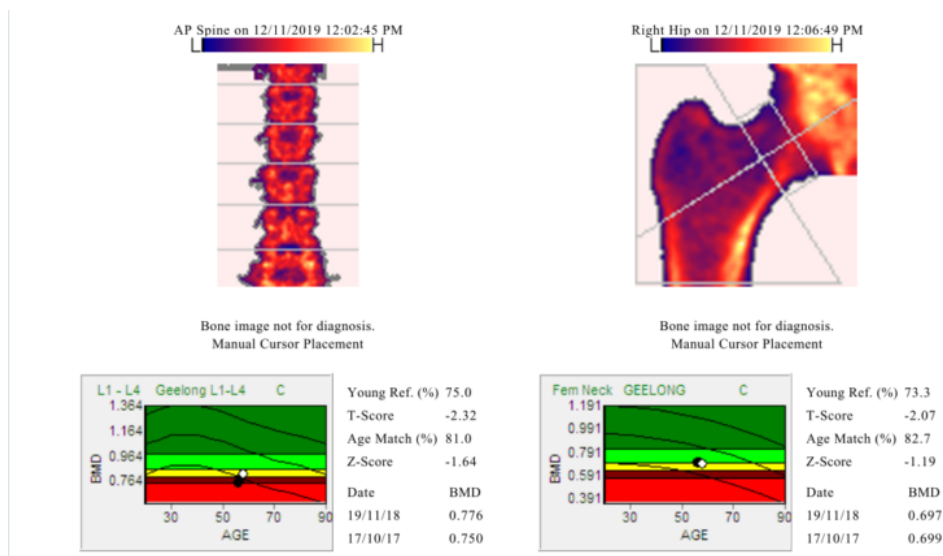 AP Spine on 12/11/2019 12:02:45 PM
L H
Bone image not for diagnosis.
Manual Cursor Placement
L1 - L4 Geelong L1-L4 C
1.364
1.164
0.964
0.764
BMD
30 50 70 90
AGE
Young Ref. (%) 75.0
T-Score -2.32
Age Match (%) 81.0
Z-Score -1.64
Date BMD
19/11/18 0.776
17/10/17 0.750
Right Hip on 12/11/2019 12:06:49 PM
L H
Bone image not for diagnosis.
Manual Cursor Placement
Fem Neck GEELONG C
1.191
0.991
0.791
0.591
0.391
BMD
30 50 70 90
AGE
Young Ref. (%) 73.3
T-Score -2.07
Age Match (%) 82.7
Z-Score -1.19
Date BMD
19/11/18 0.697
17/10/17 0.699